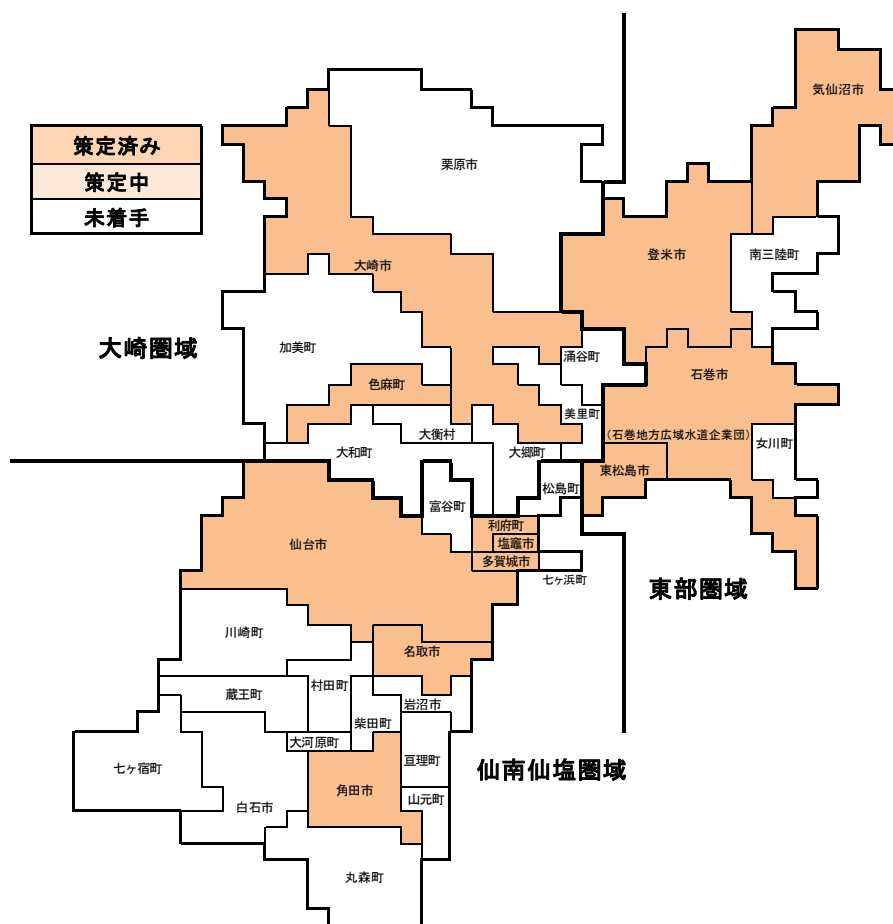 気仙沼市
策定済み
栗原市
策定中
未着手
登米市
南三陸町
大崎市
大崎圏域
加美町
涌谷町
石巻市
色麻町
美里町
大衡村
(石巻地方広域水道企業団)
女川町
大和町
大郷町
東松島市
松島町
富谷町
利府町
仙台市
塩竈市
多賀城市
七ヶ浜町
東部圏域
川崎町
名取市
村田町
蔵王町
岩沼市
柴田町
大河原町
亘理町
七ヶ宿町
仙南仙塩圏域
角田市
山元町
白石市
丸森町